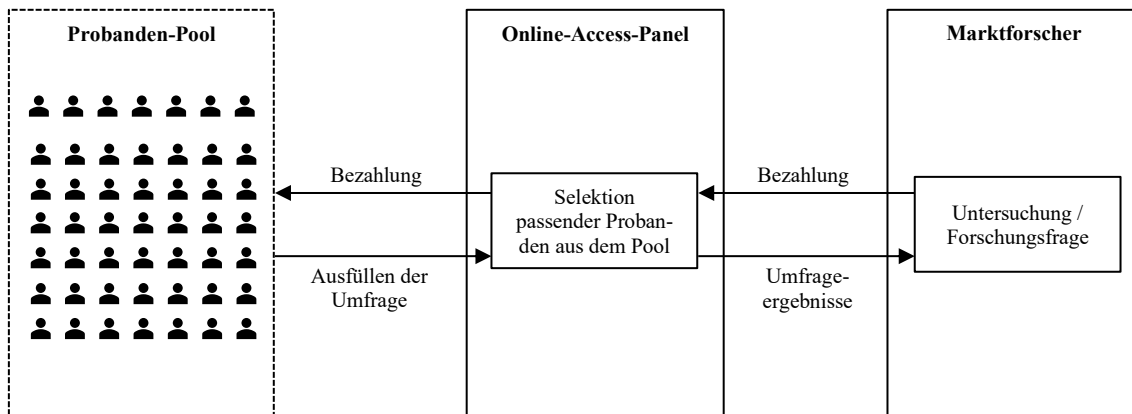 Probanden-Pool
Online-Access-Panel
Marktforscher
Bezahlung
Bezahlung
Selektion
passender Proban-
den aus dem Pool
Untersuchung /
Forschungsfrage
Ausfüllen der
Umfrage
Umfrage-
ergebnisse